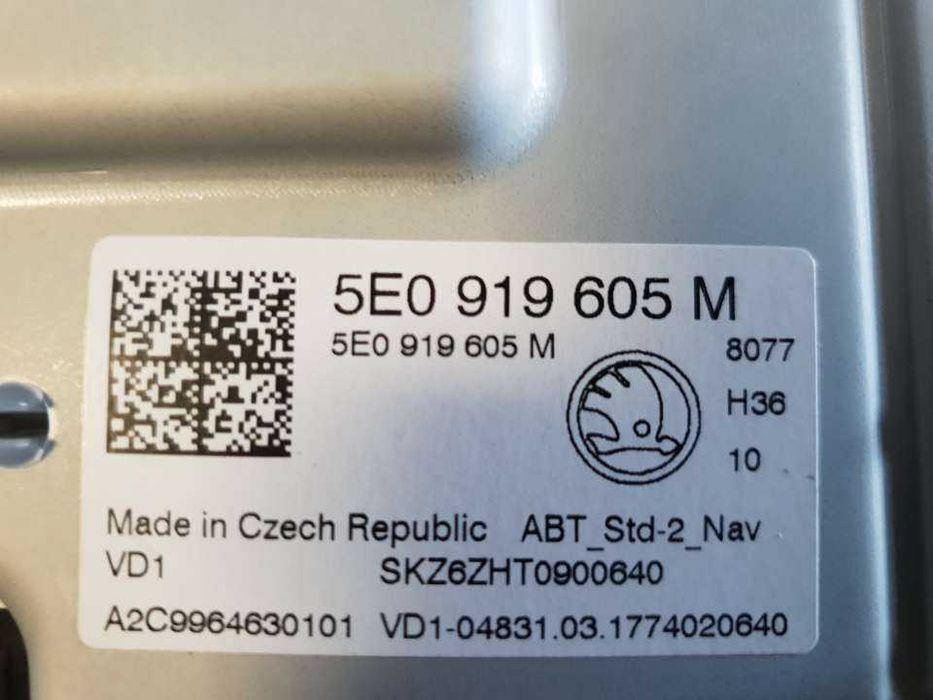 5E0 919 605 M
5E0 919 605 M
8077
H36
10
Made in Czech Republic ABT_Std-2_Nav
VD1 SKZ6ZHT0900640
A2C9964630101 VD1-04831.03.1774020640